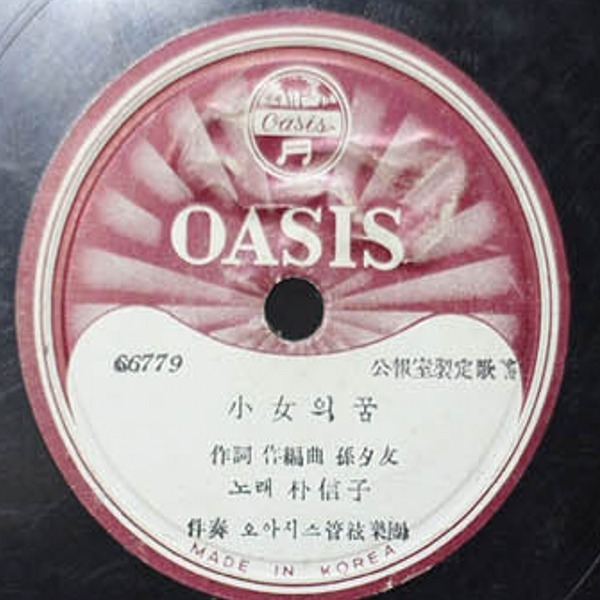 Oasis
OASIS
66779
公報室製定歌
小女의 꿈
作詞 作編曲 孫夕友
노래 朴信子
伴奏 오아시스管絃樂團
MADE IN KOREA